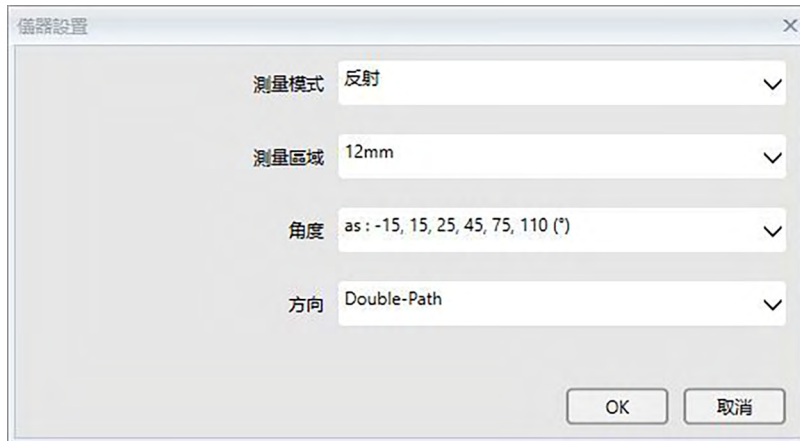 儀器設置
測量模式 反射
測量區域 12mm
角度 as : -15, 15, 25, 45, 75, 110 (°)
方向 Double-Path
OK 取消